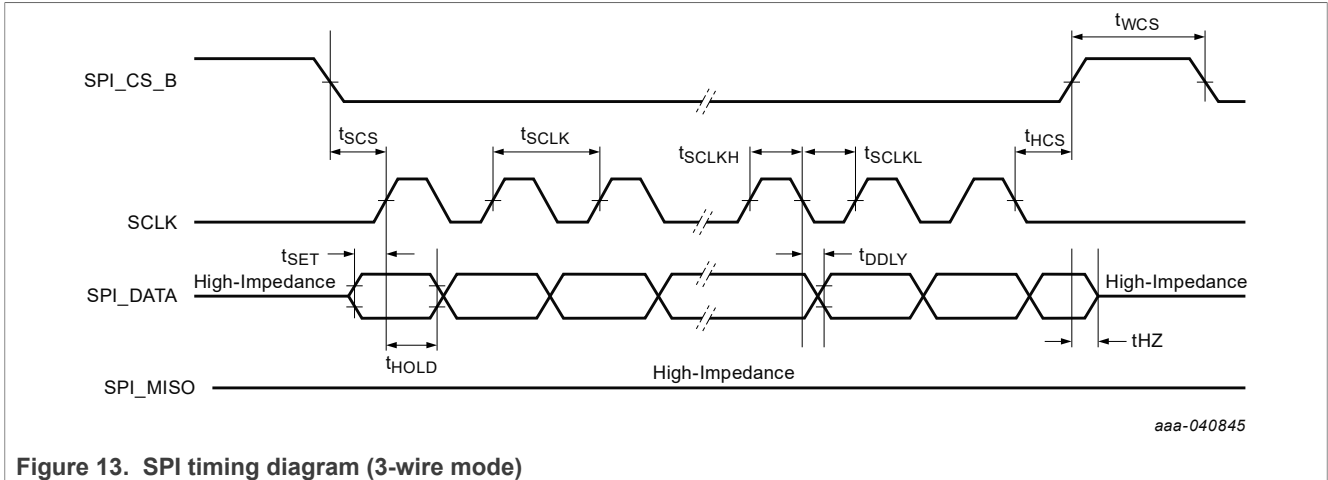 tWCS
SPI_CS_B
tSCS
tSCLK
tSCLKH
tSCLKL
tHCS
SCLK
tSET
tDDLY
High-Impedance
High-Impedance
SPI_DATA
tHOLD
tHZ
High-Impedance
SPI_MISO
aaa-040845
Figure 13. SPI timing diagram (3-wire mode)